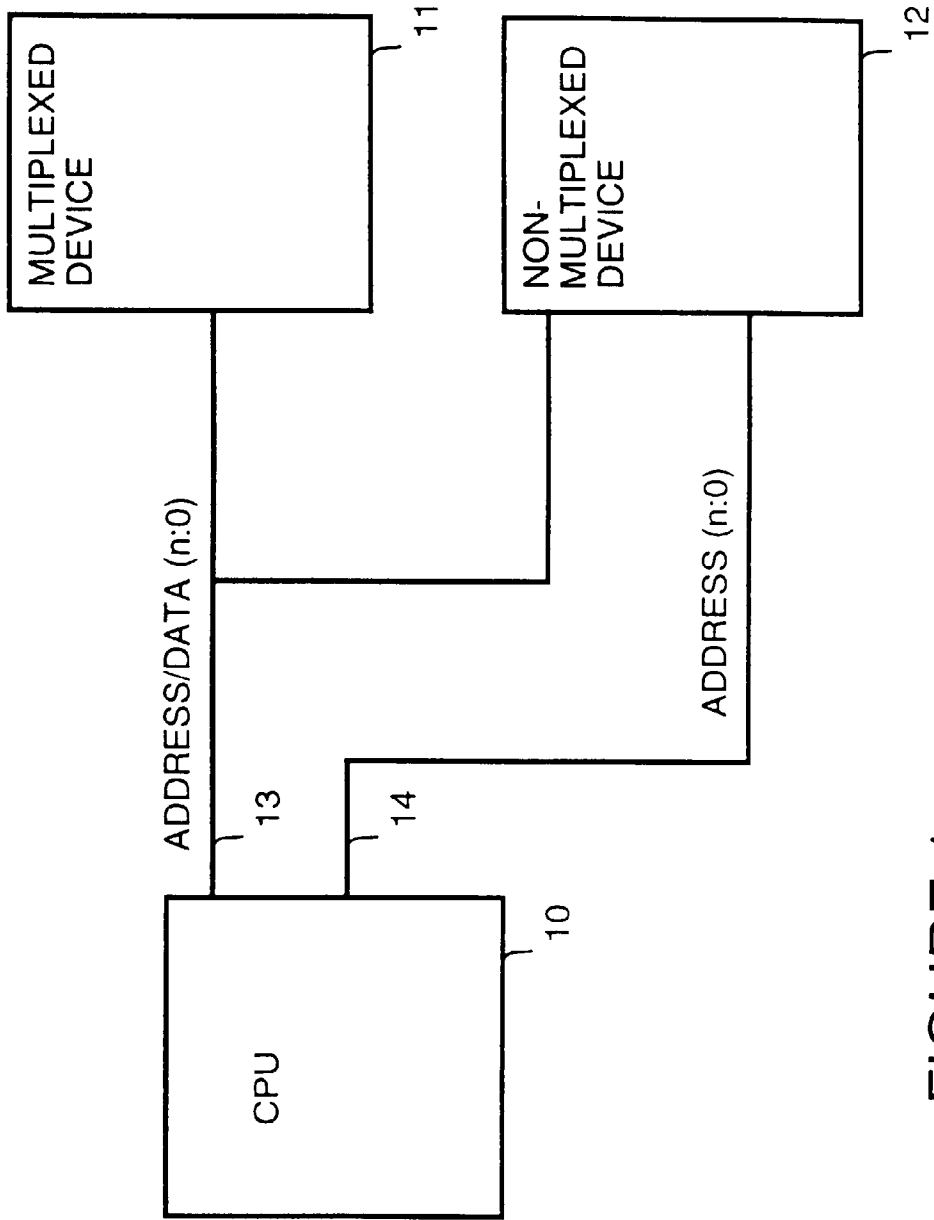 MULTIPLEXED
DEVICE
11
ADDRESS/DATA (n:0)
13
14
CPU
10
NON-
MULTIPLEXED
DEVICE
12
ADDRESS (n:0)